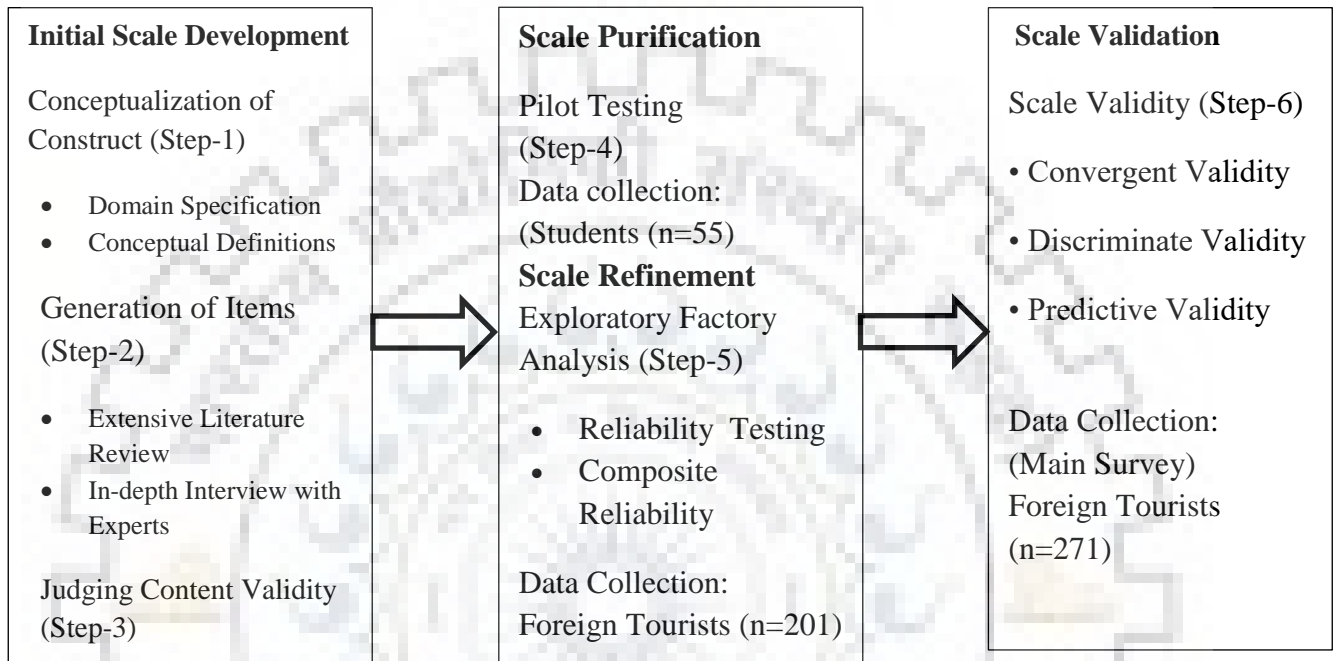 Initial Scale Development
Conceptualization of
Construct (Step-1)
• Domain Specification
• Conceptual Definitions
Generation of Items
(Step-2)
• Extensive Literature
Review
• In-depth Interview with
Experts
Judging Content Validity
(Step-3)
Scale Purification
Pilot Testing
(Step-4)
Data collection:
(Students (n=55)
Scale Refinement
Exploratory Factory
Analysis (Step-5)
• Reliability Testing
• Composite
Reliability
Data Collection:
Foreign Tourists (n=201)
Scale Validation
Scale Validity (Step-6)
• Convergent Validity
• Discriminate Validity
• Predictive Validity
Data Collection:
(Main Survey)
Foreign Tourists
(n=271)